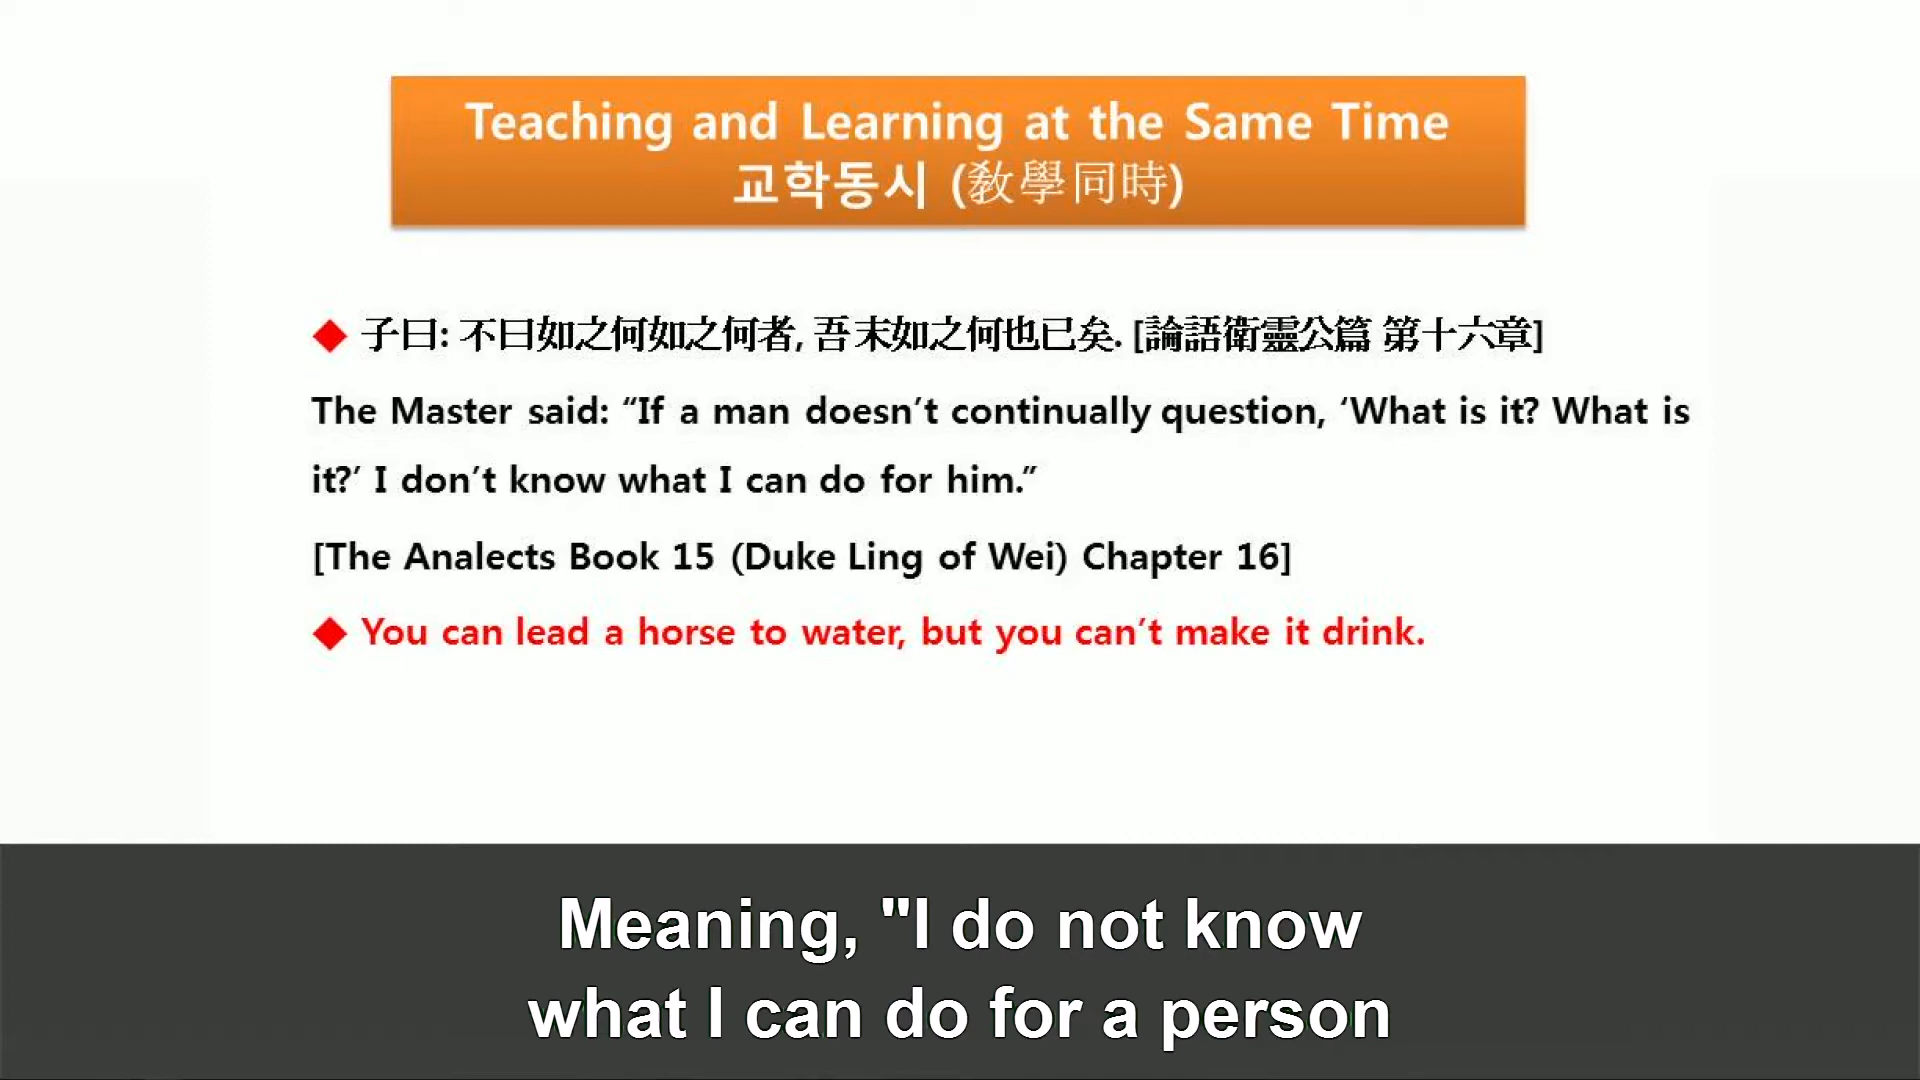 Teaching and Learning at the Same Time
교학동시 (敎學同時)
◆ 子曰: 不曰如之何如之何者, 吾末如之何也已矣. [論語衛靈公篇 第十六章]
The Master said: “If a man doesn’t continually question, ‘What is it? What is
it?’ I don’t know what I can do for him.”
[The Analects Book 15 (Duke Ling of Wei) Chapter 16]
◆ You can lead a horse to water, but you can’t make it drink.
Meaning, "I do not know
what I can do for a person